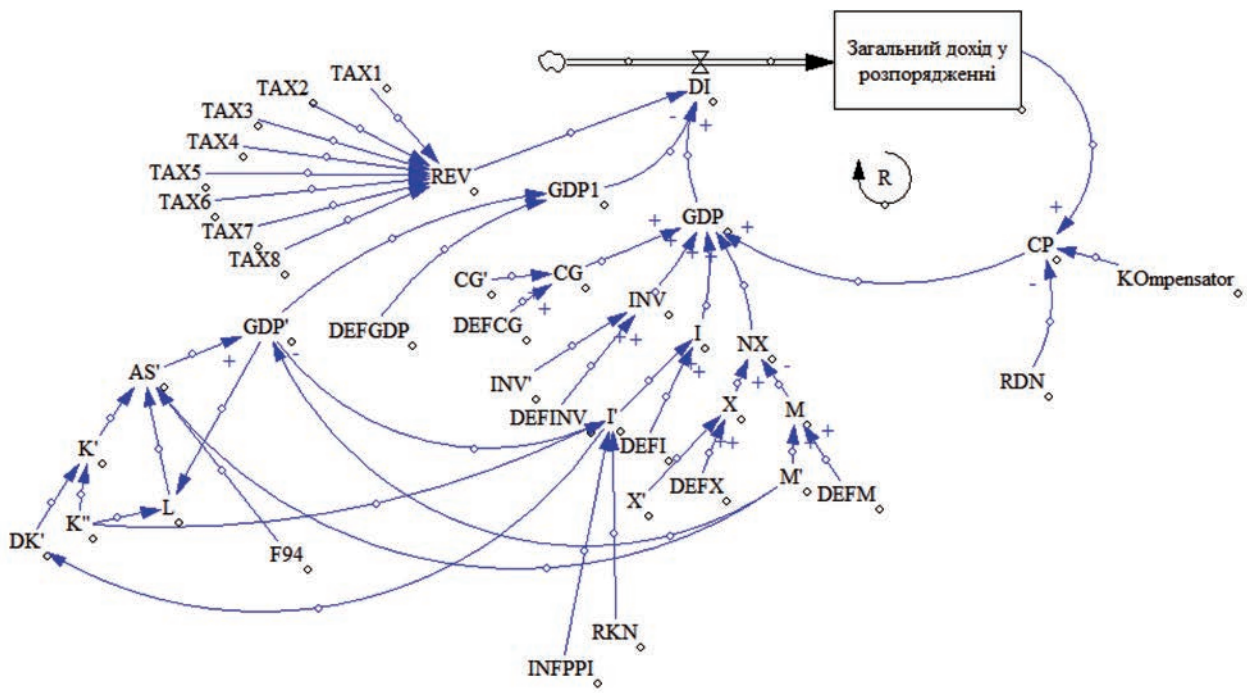 Загальний дохід у
розпорядженні
DI
TAX1
TAX2
TAX3
TAX4
TAX5
TAX6
TAX7
TAX8
REV
GDP1
- +
R
GDP
+ +
+ +
+
CP
-
KOmpensator
CG'
CG
+
+
DEFCG
INV
+ +
DEFGDP
GDP'
+
-
AS'
I
+ +
NX
+ -
RDN
INV'
DEFINV
I'
DEFI
X
+ +
M
+ +
K'
X'
DEFX
M'
DEFM
K''
L
DK'
F94
RKN
INFPPI